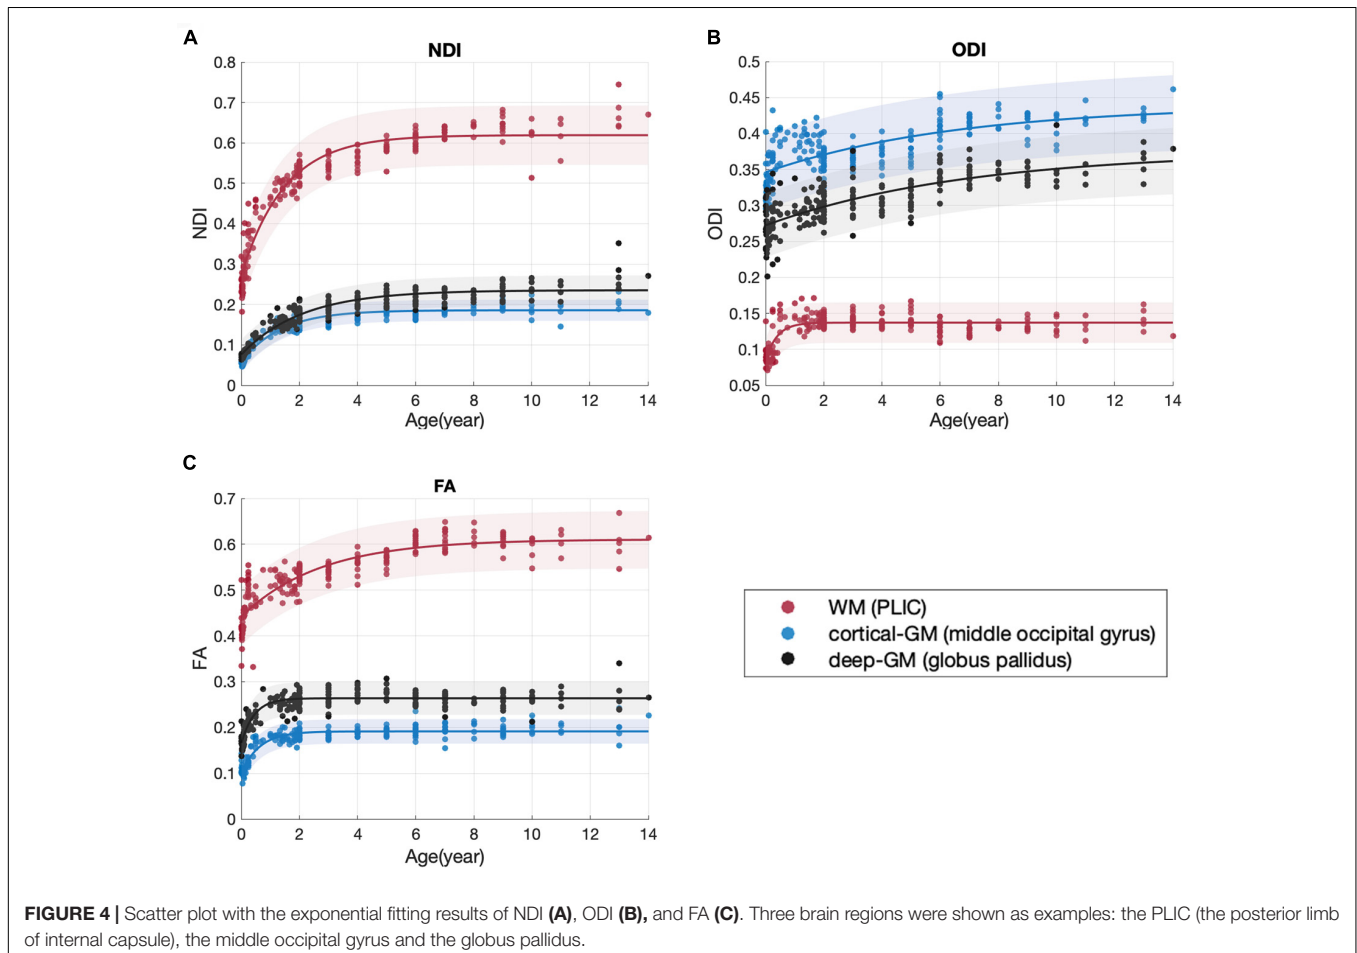 A
NDI
0.8
0.7
0.6
0.5
0.4
0.3
0.2
0.1
0
NDI
0 2 4 6 8 10 12 14
Age(year)
B
ODI
0.5
0.45
0.4
0.35
0.3
0.25
0.2
0.15
0.1
0.05
ODI
0 2 4 6 8 10 12 14
Age(year)
C
FA
0.7
0.6
0.5
0.4
0.3
0.2
0.1
0
FA
0 2 4 6 8 10 12 14
Age(year)
WM (PLIC)
cortical-GM (middle occipital gyrus)
deep-GM (globus pallidus)
FIGURE 4 | Scatter plot with the exponential fitting results of NDI (A), ODI (B), and FA (C). Three brain regions were shown as examples: the PLIC (the posterior limb
of internal capsule), the middle occipital gyrus and the globus pallidus.